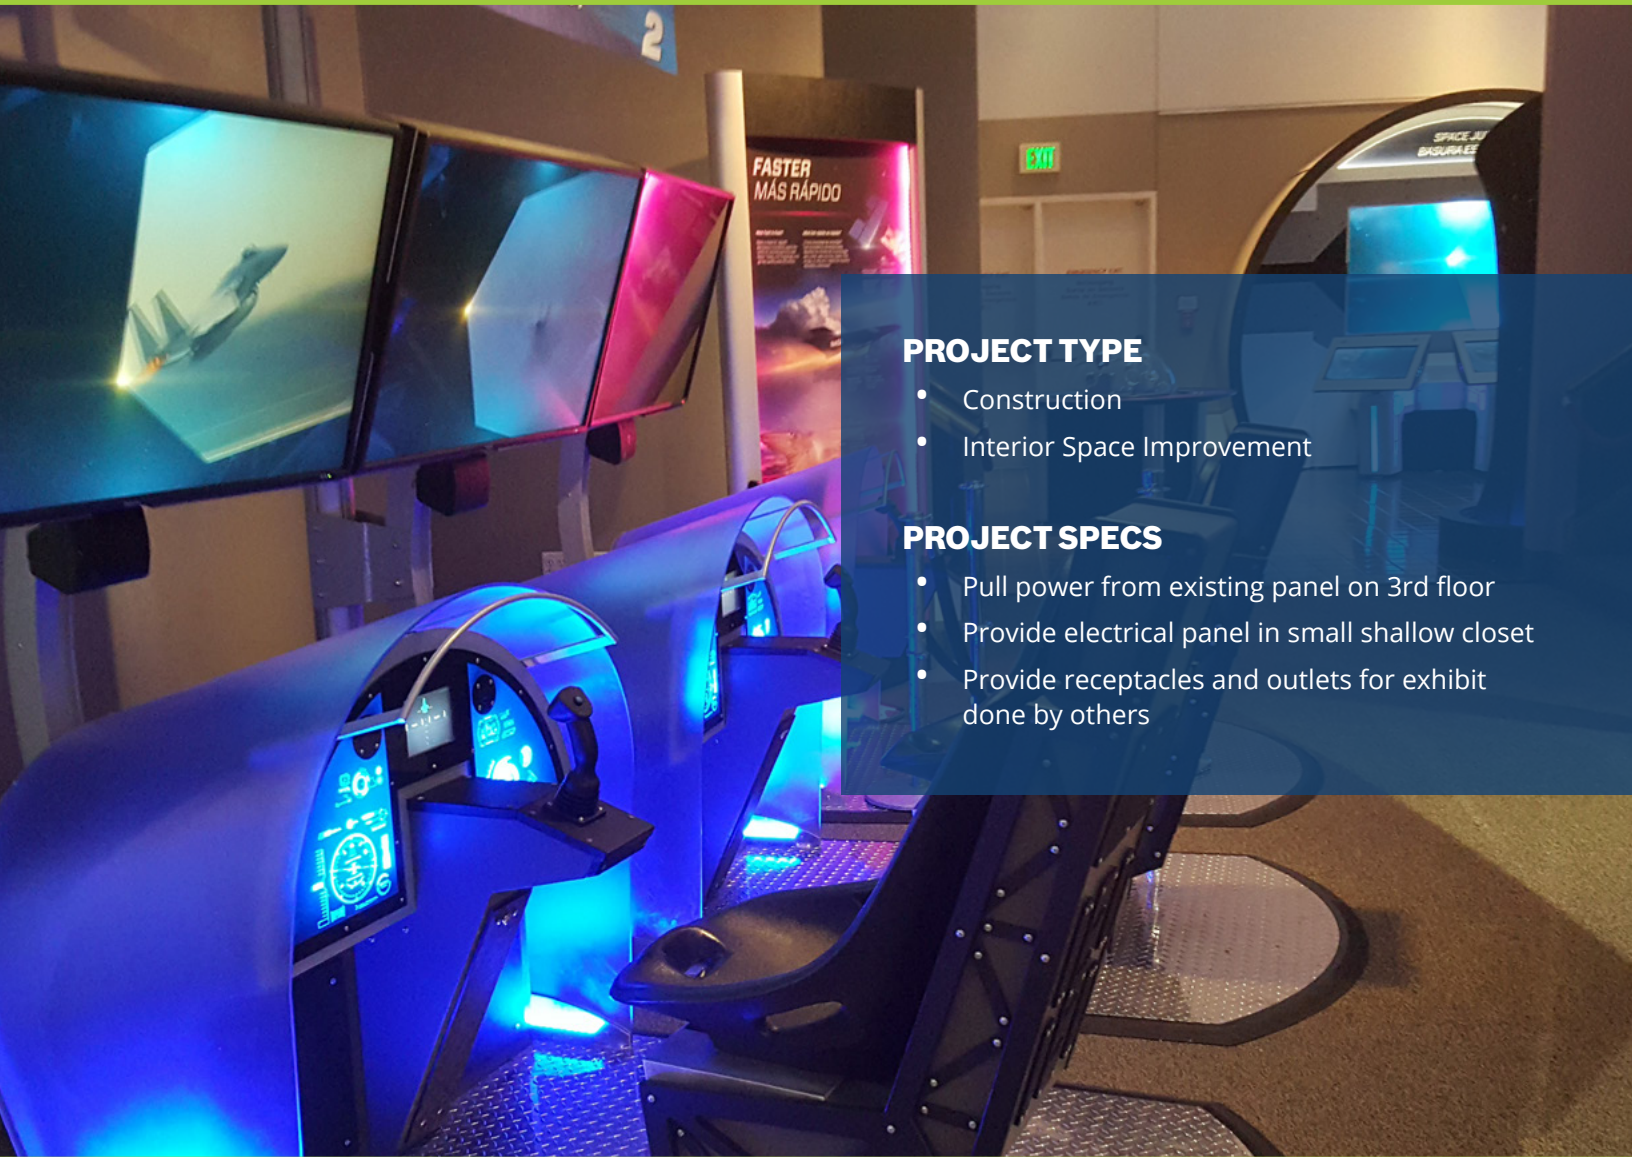 2
FASTER
MÁS RÁPIDO
EXIT
SPACE
PROJECT TYPE
• Construction
• Interior Space Improvement
PROJECT SPECS
• Pull power from existing panel on 3rd floor
• Provide electrical panel in small shallow closet
• Provide receptacles and outlets for exhibit
done by others